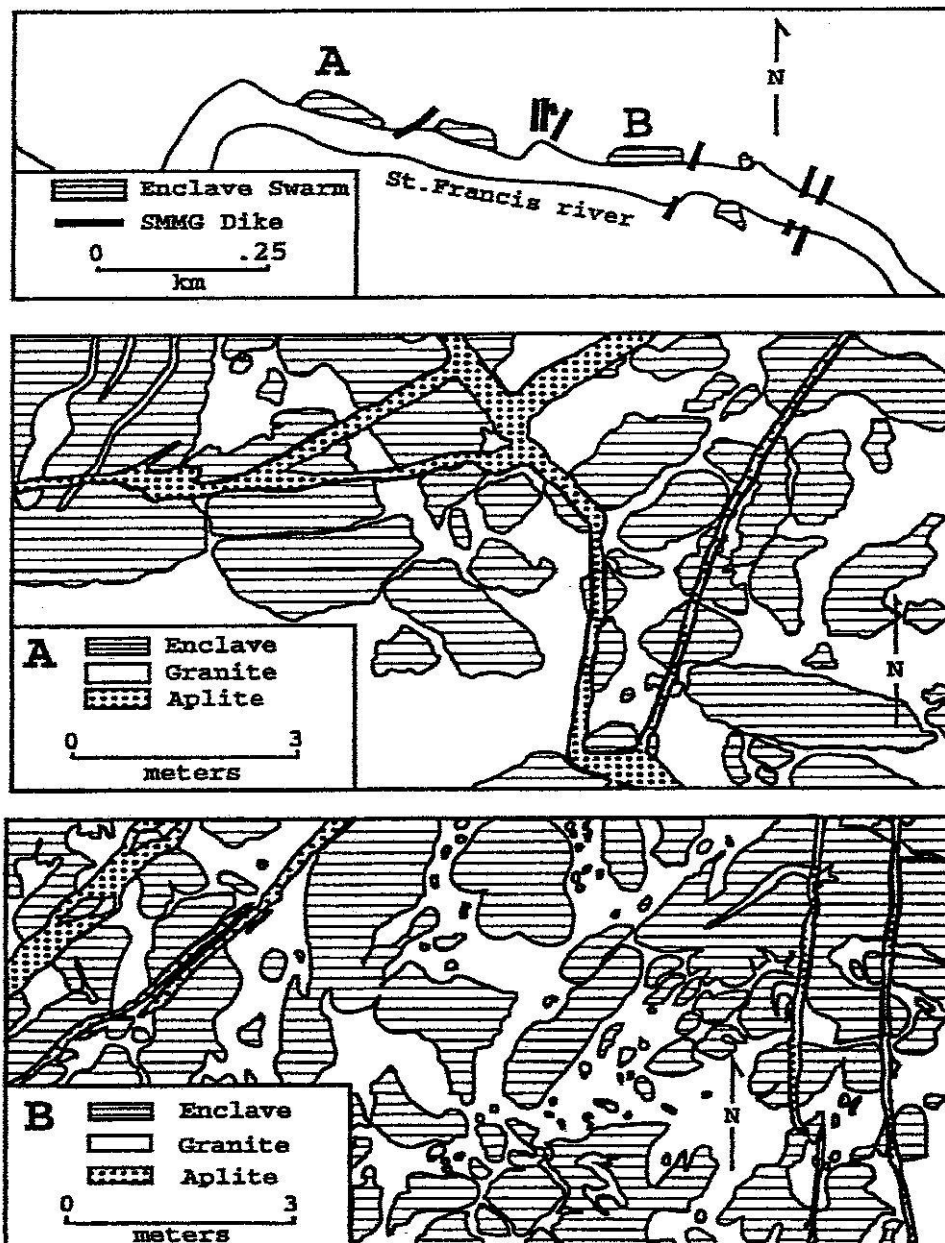 A
N
B
St.Francis river
Enclave Swarm
SMMG Dike
0 .25
km
A
Enclave
Granite
Aplite
0 3
meters
N
B
Enclave
Granite
Aplite
0 3
meters
N